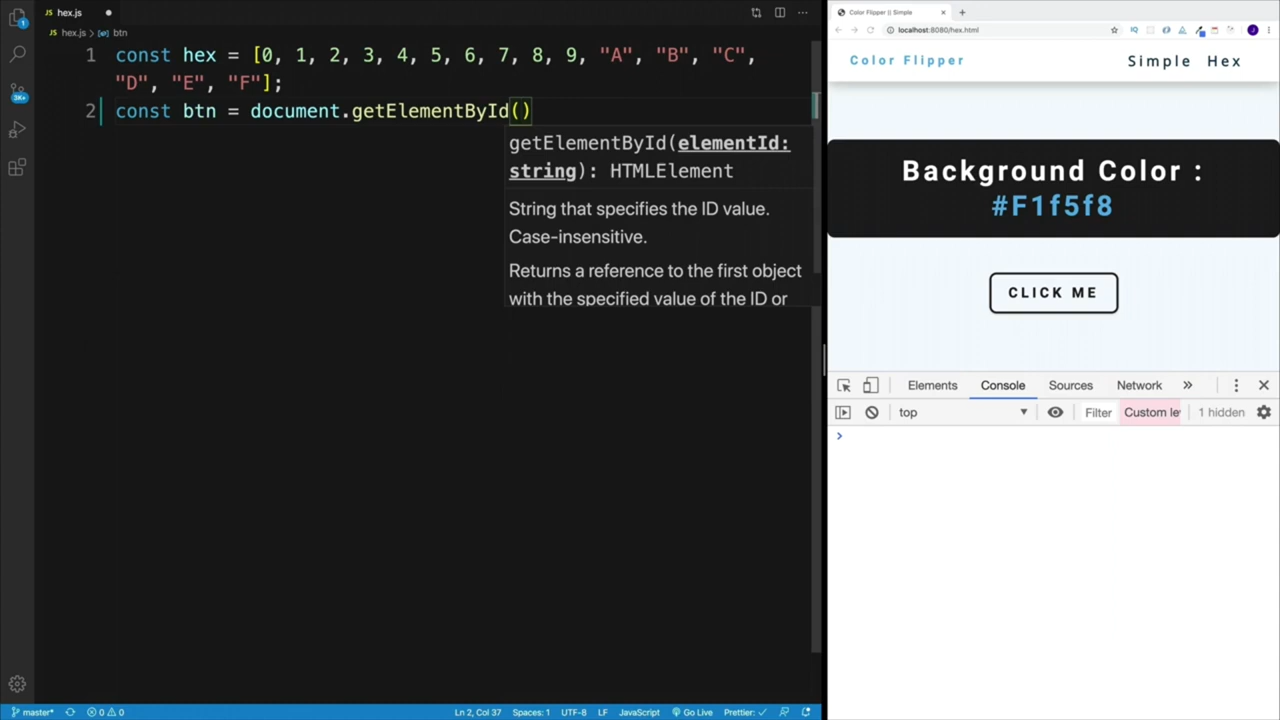 hex.js
hex.js > btn
1 const hex = [0, 1, 2, 3, 4, 5, 6, 7, 8, 9, "A", "B", "C",
"D", "E", "F"];
2 const btn = document.getElementById()
getElementById(elementId:
string): HTMLElement
String that specifies the ID value.
Case-insensitive.
Returns a reference to the first object
with the specified value of the ID or
1
3K+
master*
0 0
Ln 2, Col 37 Spaces: 1 UTF-8 LF JavaScript Go Live Prettier: ✓
Color Flipper || Simple
localhost:8080/hex.html
J
Color Flipper Simple Hex
Background Color :
#F1f5f8
CLICK ME
Elements Console Sources Network »
top Filter Custom le 1 hidden
>